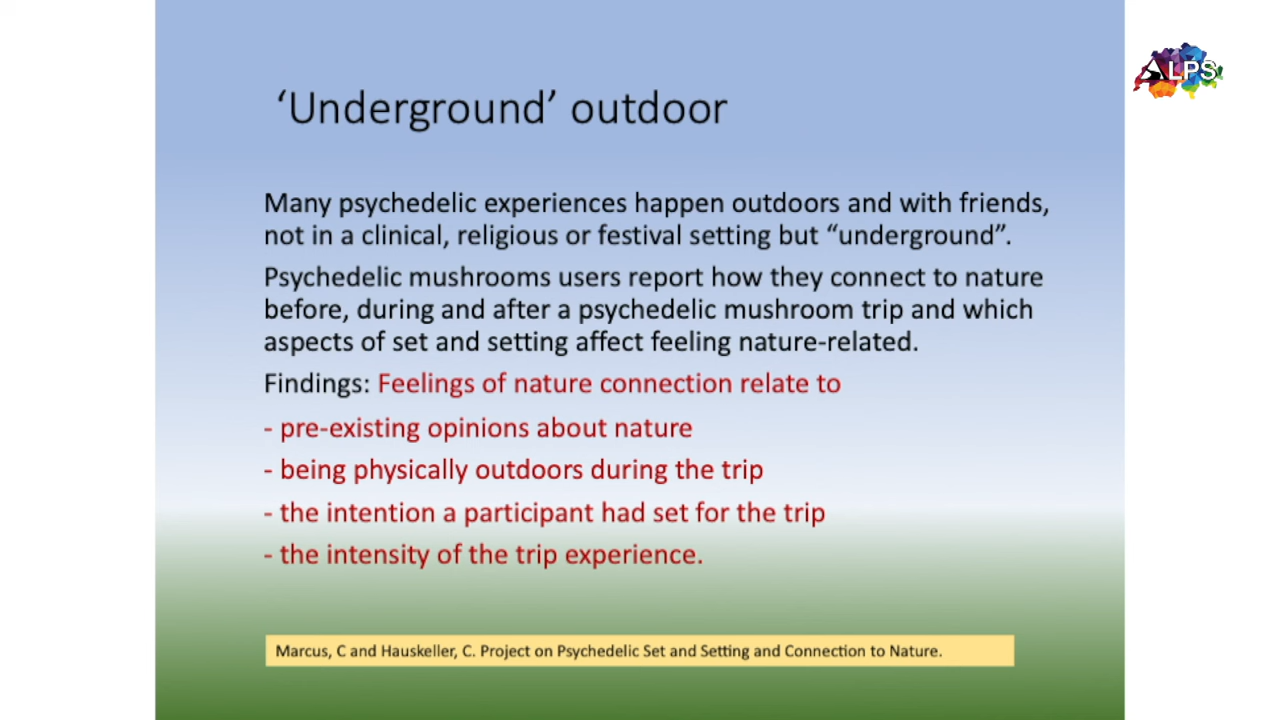 ALPS
‘Underground’ outdoor
Many psychedelic experiences happen outdoors and with friends,
not in a clinical, religious or festival setting but “underground”.
Psychedelic mushrooms users report how they connect to nature
before, during and after a psychedelic mushroom trip and which
aspects of set and setting affect feeling nature-related.
Findings: Feelings of nature connection relate to
- pre-existing opinions about nature
- being physically outdoors during the trip
- the intention a participant had set for the trip
- the intensity of the trip experience.
Marcus, C and Hauskeller, C. Project on Psychedelic Set and Setting and Connection to Nature.